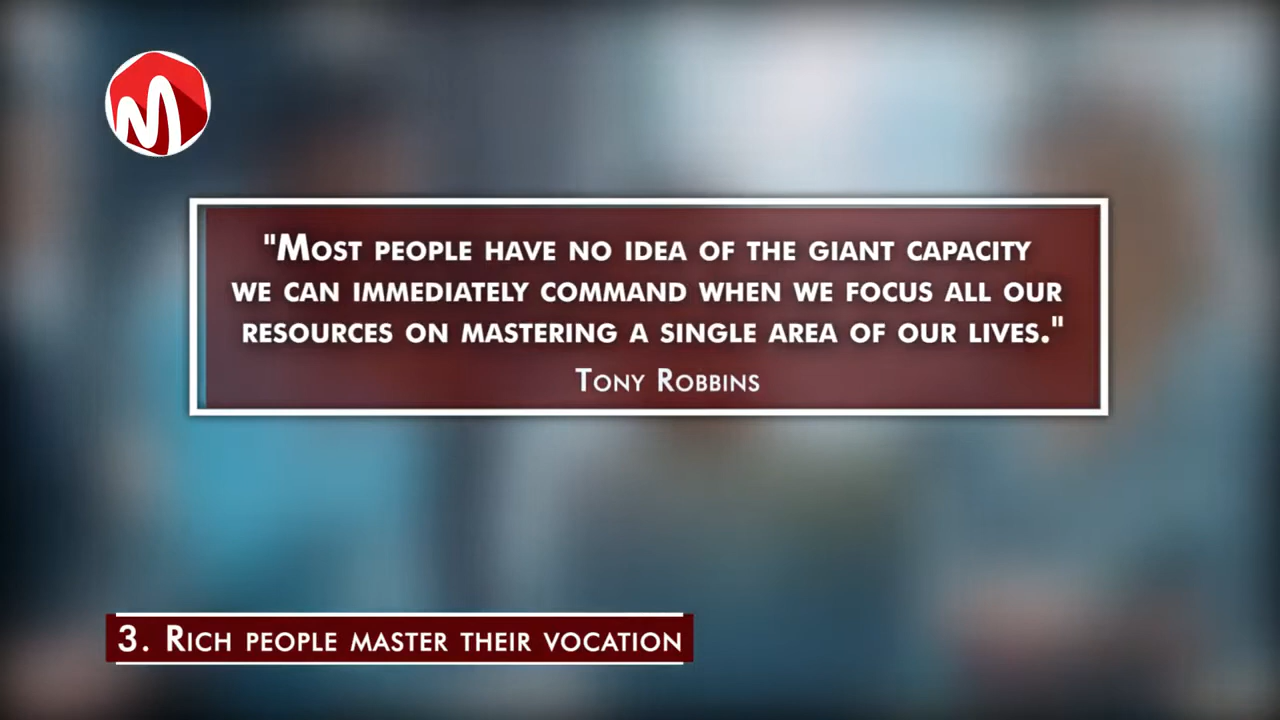 "Most people have no idea of the giant capacity
we can immediately command when we focus all our
resources on mastering a single area of our lives."
Tony Robbins
3. Rich people master their vocation